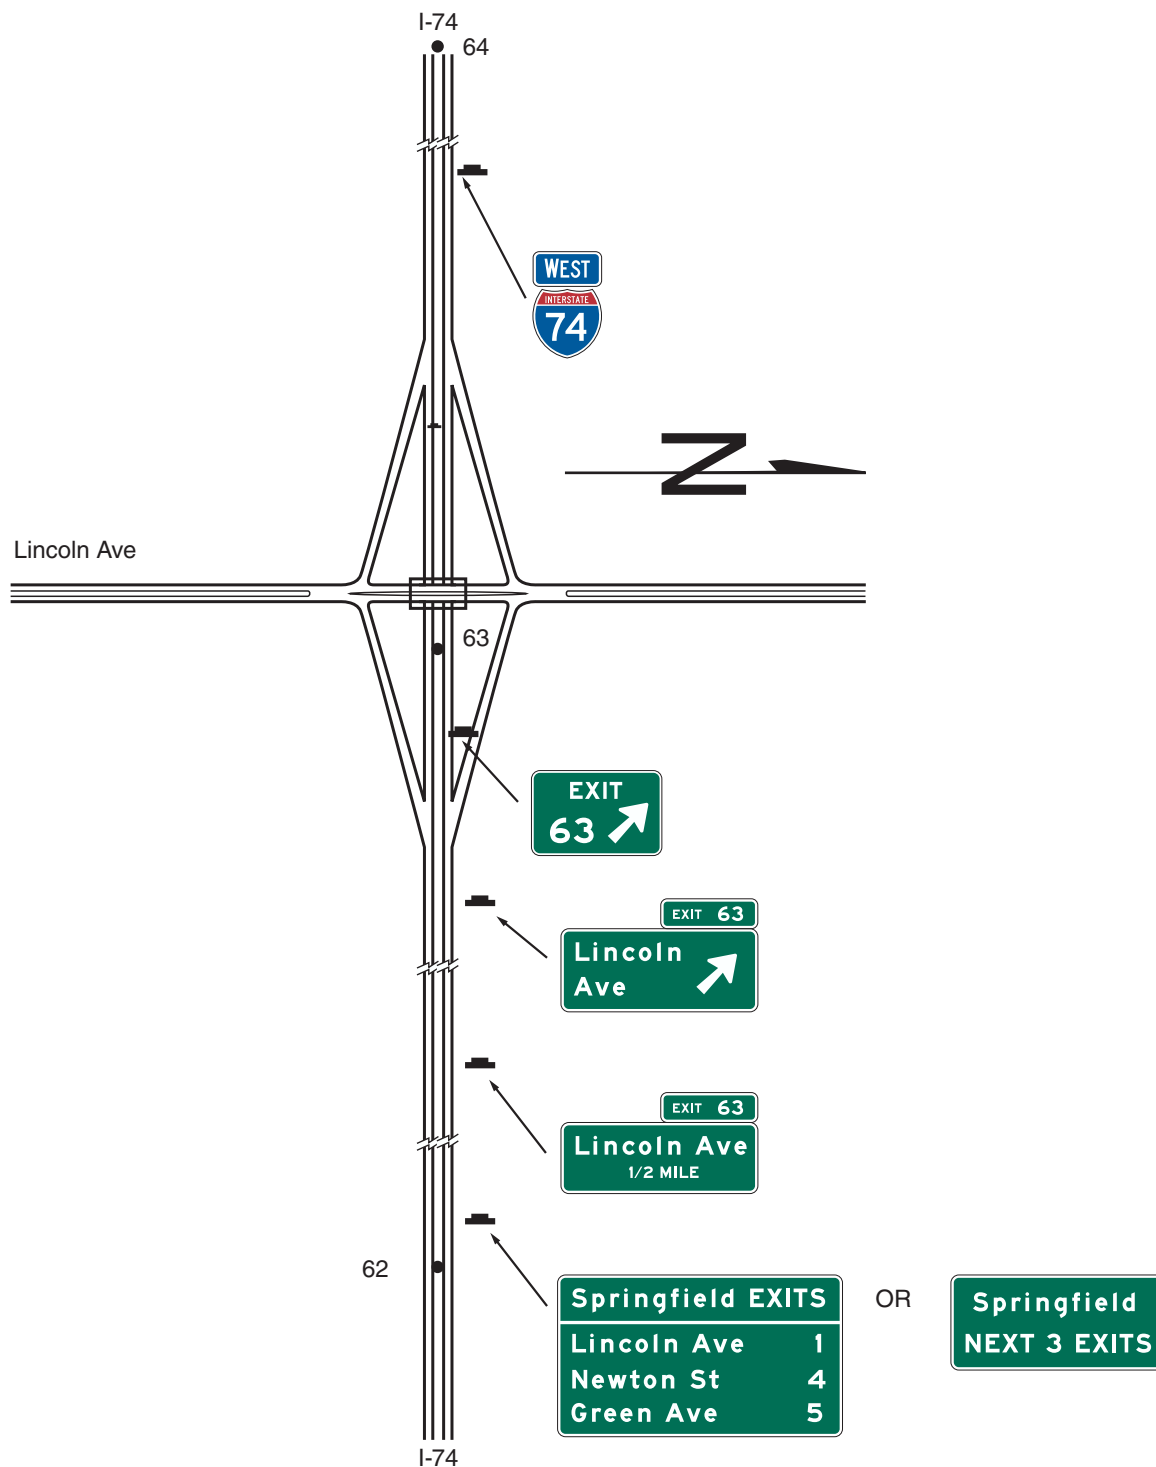 I-74
64
WEST
INTERSTATE
74
N
Lincoln Ave
63
EXIT
63
EXIT 63
Lincoln
Ave
EXIT 63
Lincoln Ave
1/2 MILE
62
Springfield EXITS
Lincoln Ave 1
Newton St 4
Green Ave 5
OR
Springfield
NEXT 3 EXITS
I-74